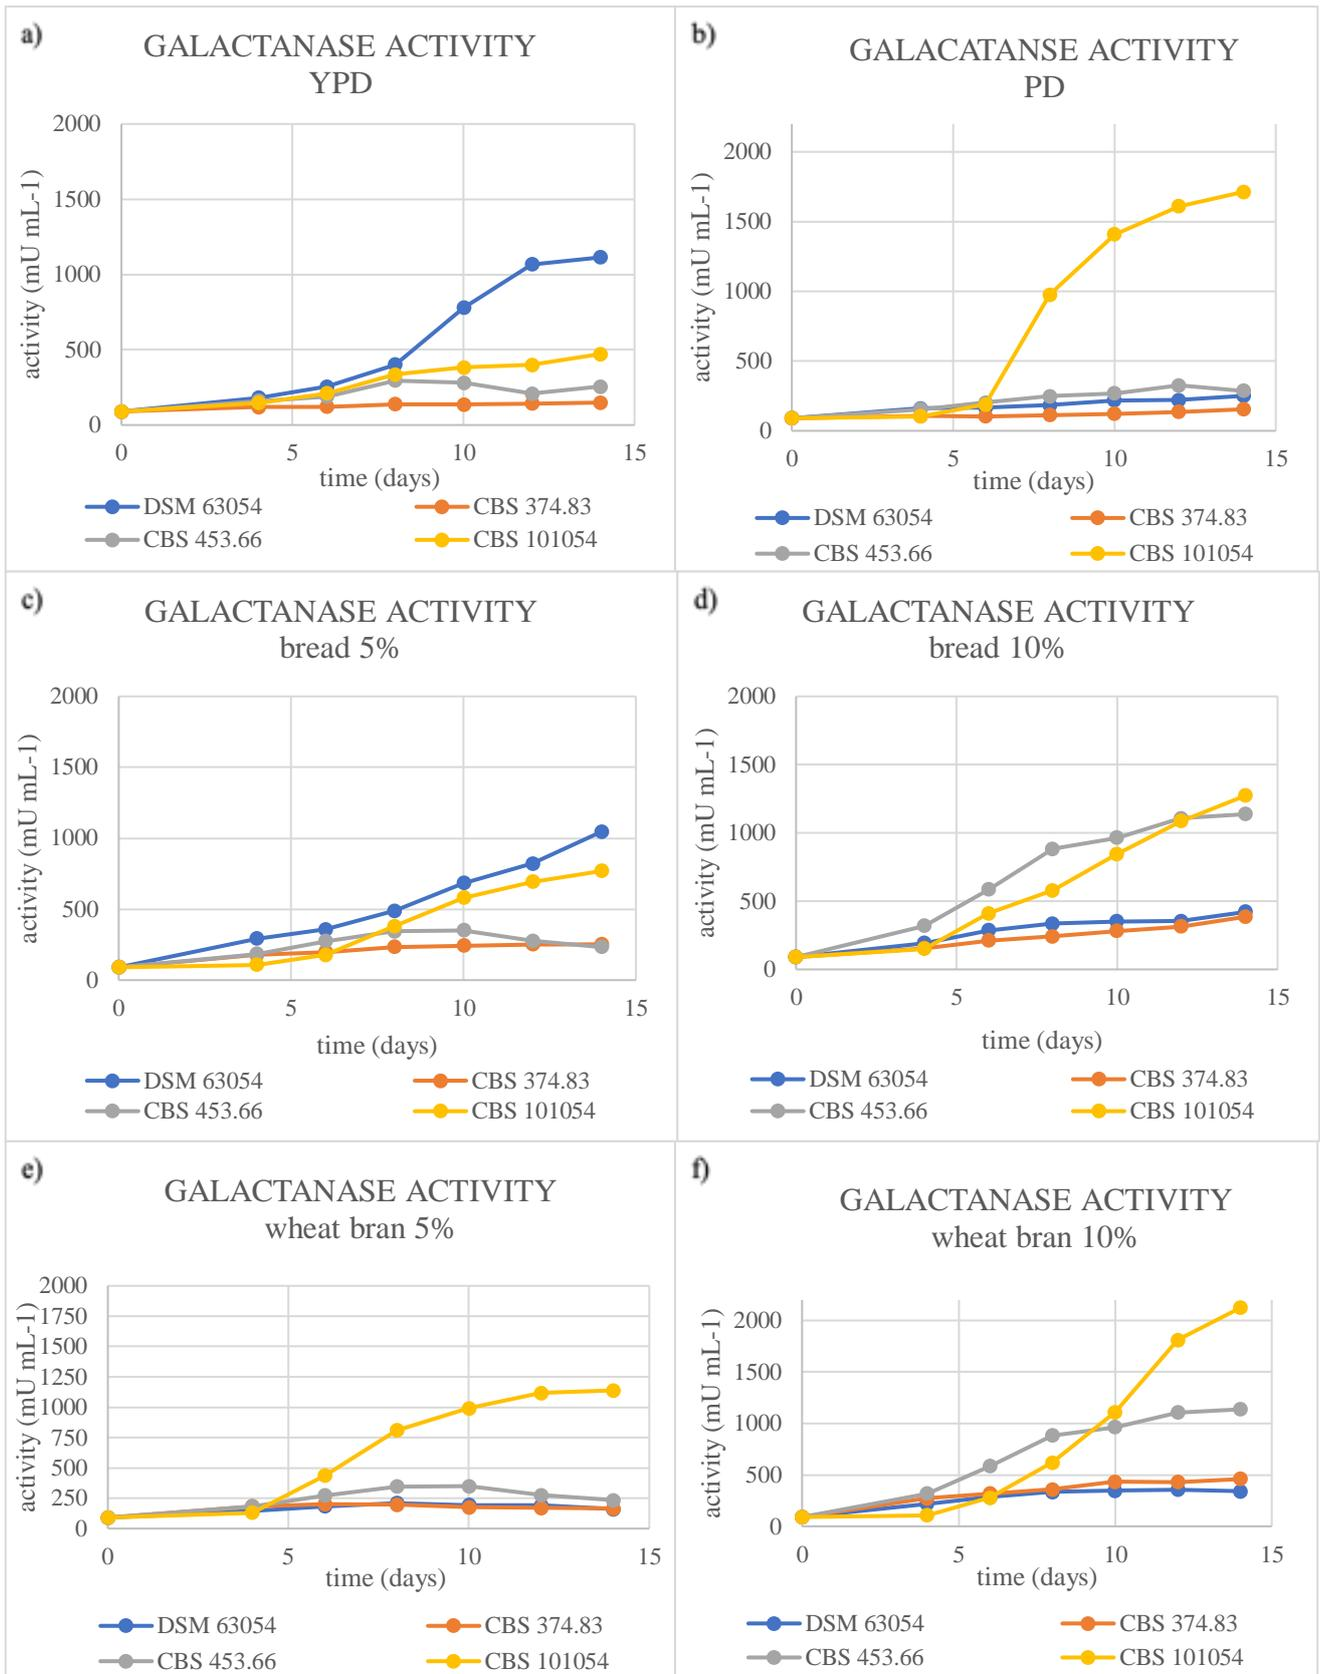 a)
GALACTANASE ACTIVITY
YPD
2000
1500
1000
500
0
activity (mU mL-1)
0 5 10 15
time (days)
DSM 63054 CBS 374.83
CBS 453.66 CBS 101054
b)
GALACATANSE ACTIVITY
PD
2000
1500
1000
500
0
activity (mU mL-1)
0 5 10 15
time (days)
DSM 63054 CBS 374.83
CBS 453.66 CBS 101054
c)
GALACTANASE ACTIVITY
bread 5%
2000
1500
1000
500
0
activity (mU mL-1)
0 5 10 15
time (days)
DSM 63054 CBS 374.83
CBS 453.66 CBS 101054
d)
GALACTANASE ACTIVITY
bread 10%
2000
1500
1000
500
0
activity (mU mL-1)
0 5 10 15
time (days)
DSM 63054 CBS 374.83
CBS 453.66 CBS 101054
e)
GALACTANASE ACTIVITY
wheat bran 5%
2000
1750
1500
1250
1000
750
500
250
0
activity (mU mL-1)
0 5 10 15
time (days)
DSM 63054 CBS 374.83
CBS 453.66 CBS 101054
f)
GALACTANASE ACTIVITY
wheat bran 10%
2000
1500
1000
500
0
activity (mU mL-1)
0 5 10 15
time (days)
DSM 63054 CBS 374.83
CBS 453.66 CBS 101054